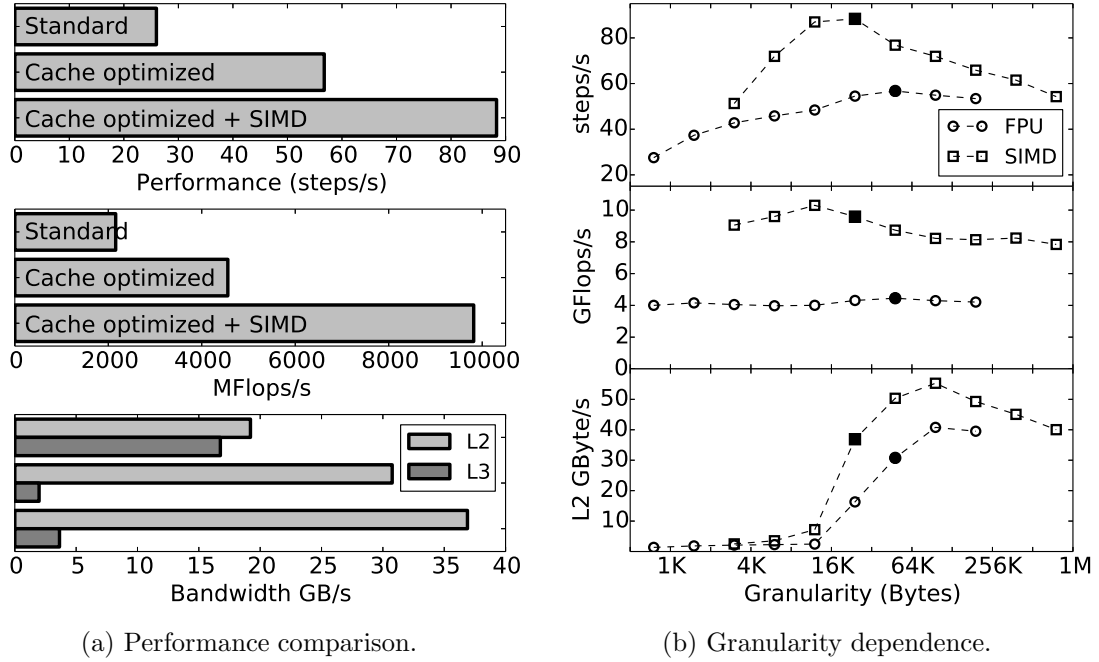 Standard
Cache optimized
Cache optimized + SIMD
0 10 20 30 40 50 60 70 80 90
Performance (steps/s)
Standard
Cache optimized
Cache optimized + SIMD
0 2000 4000 6000 8000 10000
MFlops/s
L2
L3
0 5 10 15 20 25 30 35 40
Bandwidth GB/s
(a) Performance comparison.
80
60
40
20
steps/s
FPU
SIMD
10
8
6
4
2
0
GFlops/s
50
40
30
20
10
L2 GByte/s
1K 4K 16K 64K 256K 1M
Granularity (Bytes)
(b) Granularity dependence.